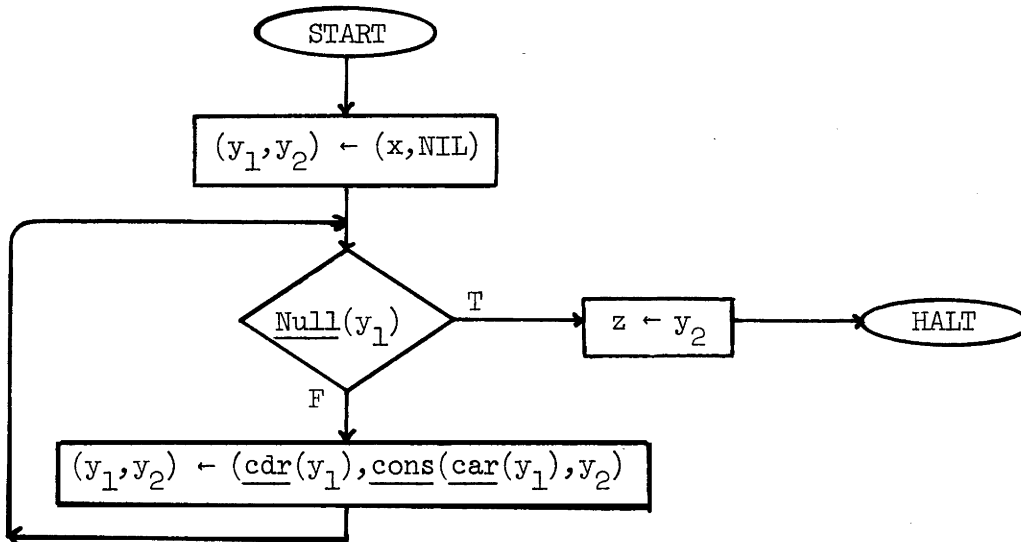 START
(y₁,y₂) ← (x,NIL)
Null(y₁)
T
z ← y₂
HALT
F
(y₁,y₂) ← (cdr(y₁),cons(car(y₁),y₂)